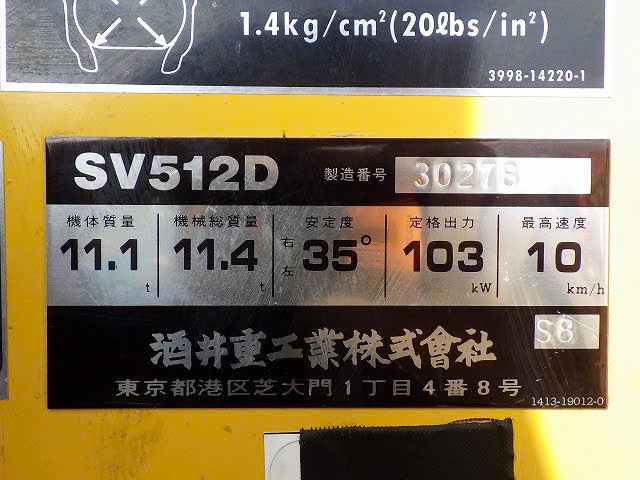 1.4kg/cm²(20lbs/in²)
3998-14220-1
SV512D 製造番号 30278
機体質量 機械総質量 安定度 定格出力 最高速度
11.1 t 11.4 t 右 左 35° 103 kW 10 km/h
S8
酒井重工業株式會社
東京都港区芝大門1丁目4番8号
1413-19012-0